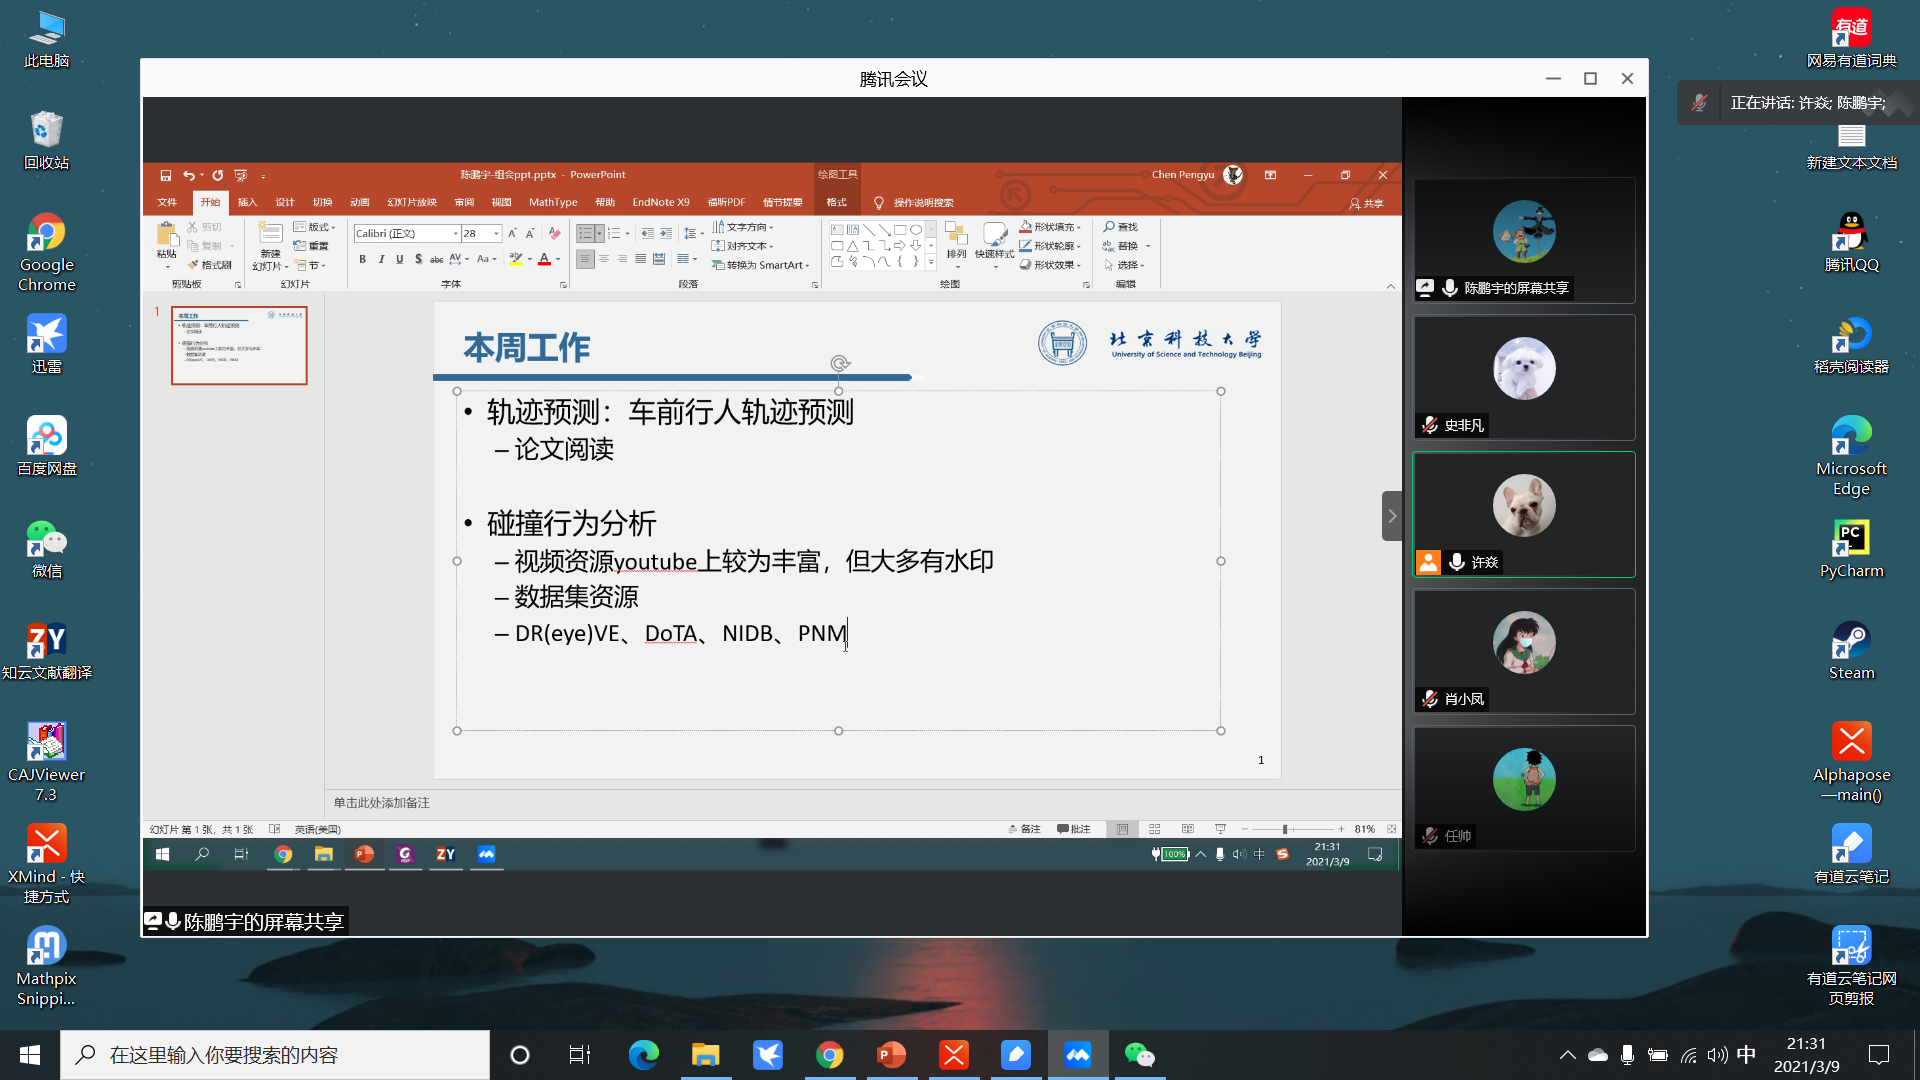 此电脑
回收站
Google Chrome
迅雷
百度网盘
微信
知云文献翻译
CAJViewer 7.3
XMind - 快捷方式
Mathpix Snippi...
网易有道词典
新建文本文档
腾讯QQ
稻壳阅读器
Microsoft Edge
PyCharm
Steam
Alphapose—main()
有道云笔记
有道云笔记网页剪报
正在讲话: 许焱; 陈鹏宇;
腾讯会议
陈鹏宇-组会ppt.pptx - PowerPoint
绘图工具
Chen Pengyu
文件 开始 插入 设计 切换 动画 幻灯片放映 审阅 视图 MathType 帮助 EndNote X9 福昕PDF 情节提要 格式 操作说明搜索 共享
粘贴 剪切 复制 格式刷 剪贴板
新建幻灯片 版式 重置 节 幻灯片
Calibri (正文) 28
B I U S abc AV Aa A
字体
文字方向 对齐文本 转换为 SmartArt 段落
排列 快速样式 形状填充 形状轮廓 形状效果 绘图
查找 替换 选择 编辑
1
本周工作
北京科技大学
University of Science and Technology Beijing
• 轨迹预测：车前行人轨迹预测
– 论文阅读
• 碰撞行为分析
– 视频资源youtube上较为丰富，但大多有水印
– 数据集资源
– DR(eye)VE、DoTA、NIDB、PNM
1
单击此处添加备注
幻灯片 第 1 张，共 1 张 英语(美国) 备注 批注 81%
ZY
100% 中
21:31
2021/3/9
陈鹏宇的屏幕共享
陈鹏宇的屏幕共享
史非凡
许焱
肖小凤
任帅
在这里输入你要搜索的内容
中
21:31
2021/3/9